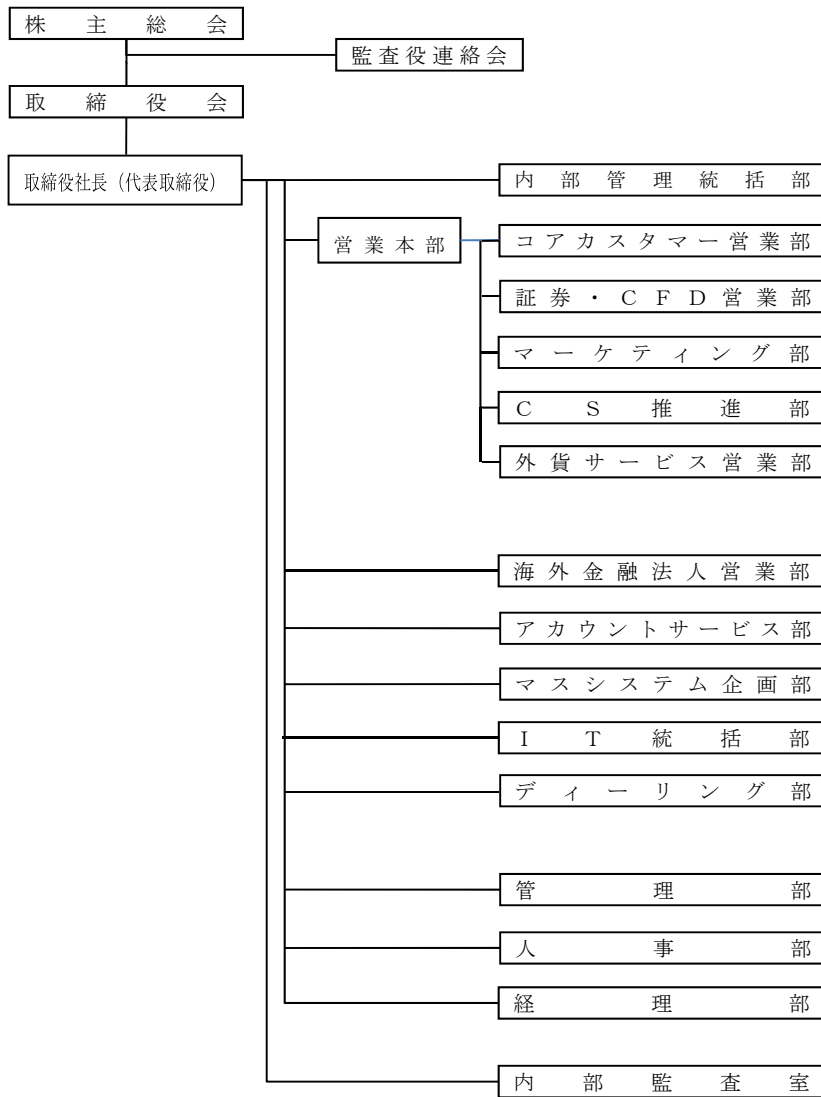 株主総会
監査役連絡会
取締役会
取締役社長（代表取締役）
内部管理統括部
営業本部
コアカスタマー営業部
証券・ＣＦＤ営業部
マーケティング部
ＣＳ推進部
外貨サービス営業部
海外金融法人営業部
アカウントサービス部
マスシステム企画部
ＩＴ統括部
ディーリング部
管理部
人事部
経理部
内部監査室